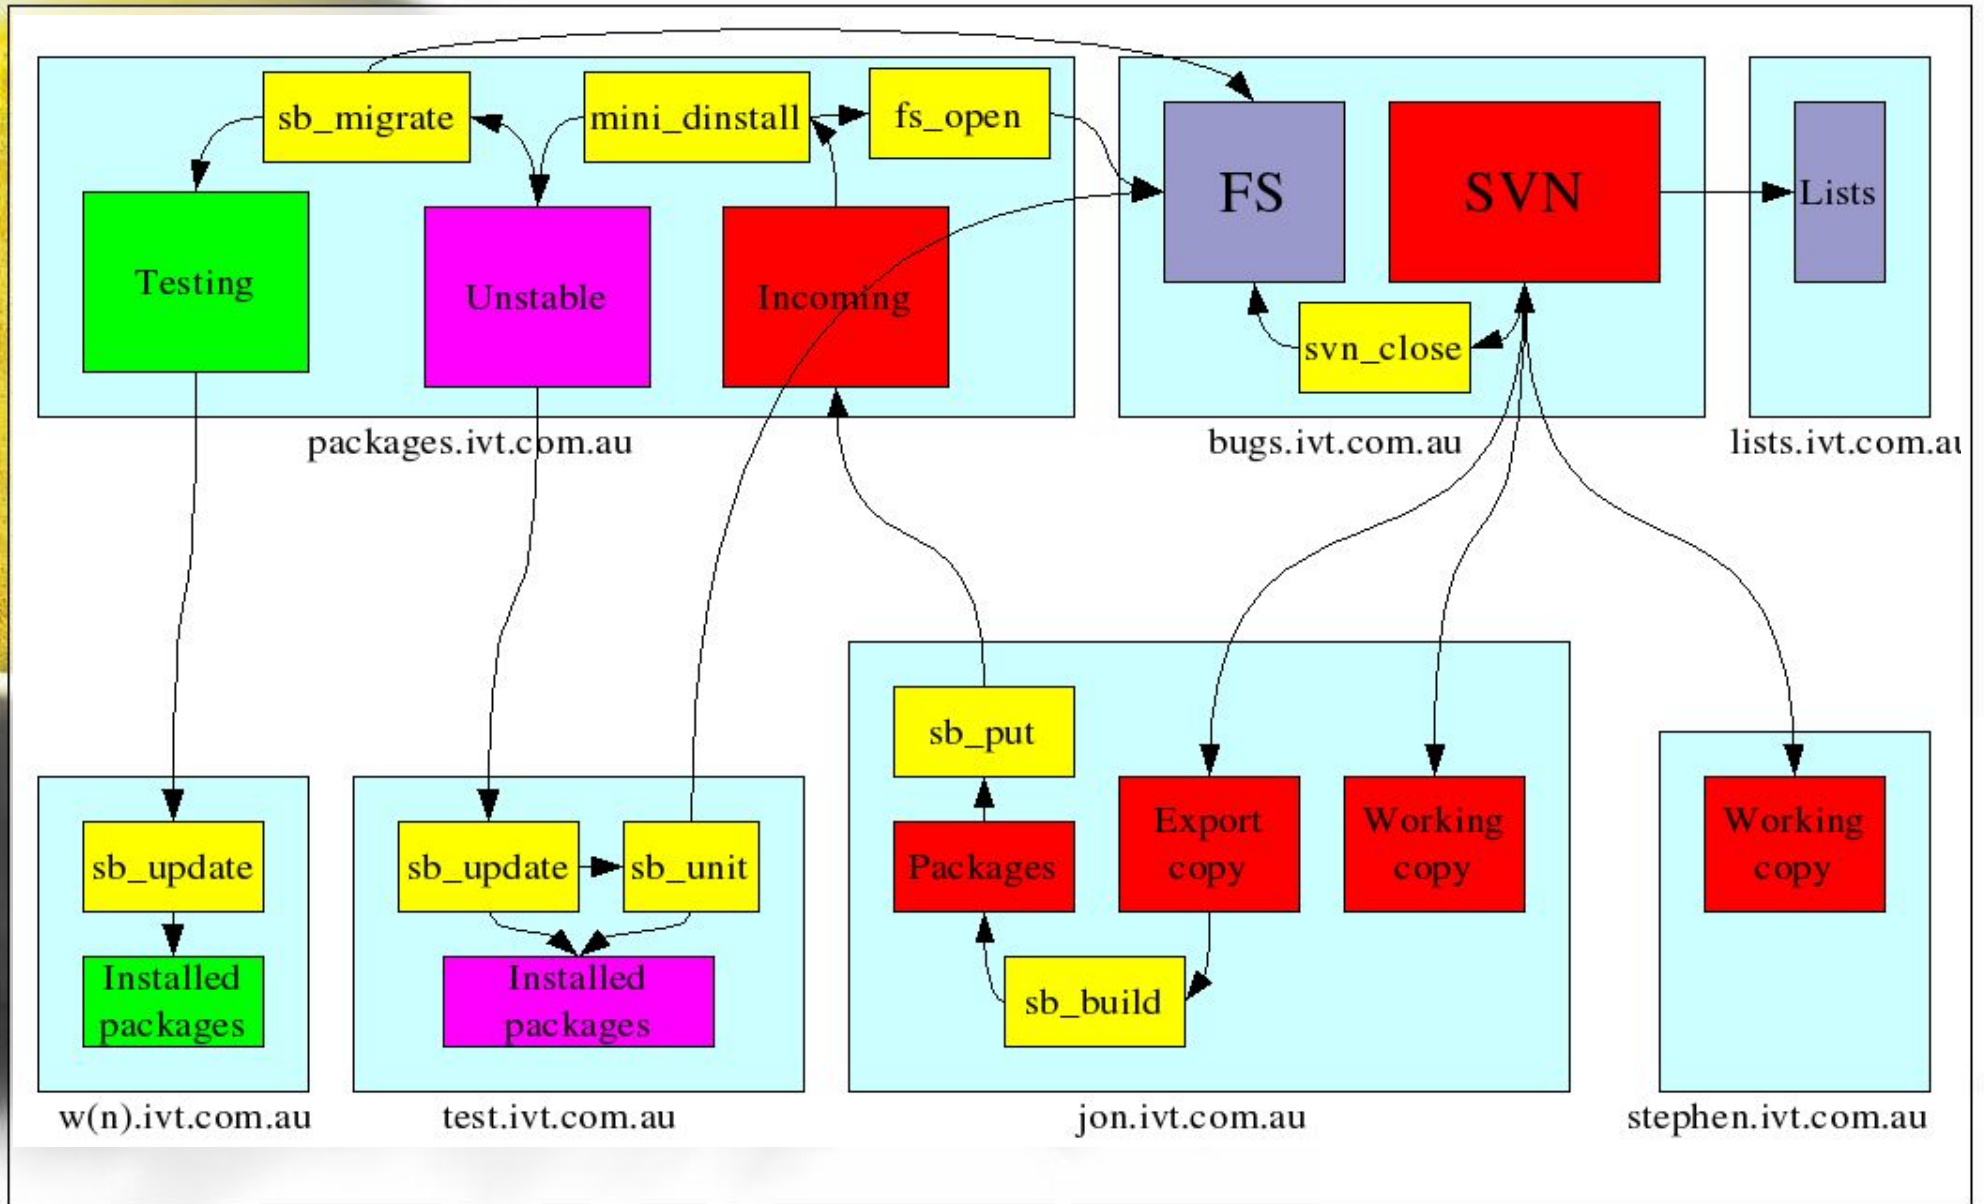 sb_migrate
mini_dinstall
fs_open
FS
SVN
Lists
Testing
Unstable
Incoming
svn_close
packages.ivt.com.au
bugs.ivt.com.au
lists.ivt.com.au
sb_put
sb_update
sb_update
sb_unit
Packages
Export
copy
Working
copy
Working
copy
Installed
packages
Installed
packages
sb_build
w(n).ivt.com.au
test.ivt.com.au
jon.ivt.com.au
stephen.ivt.com.au